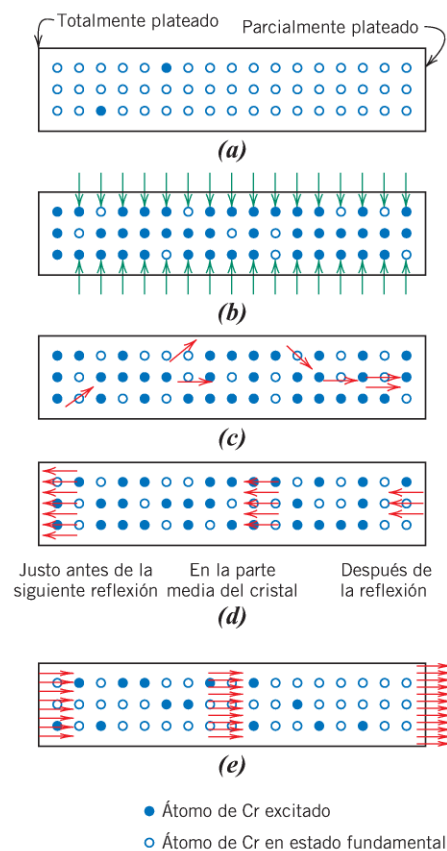 Totalmente plateado
Parcialmente plateado
(a)
(b)
(c)
Justo antes de la
siguiente reflexión
En la parte
media del cristal
Después de
la reflexión
(d)
(e)
Átomo de Cr excitado
Átomo de Cr en estado fundamental